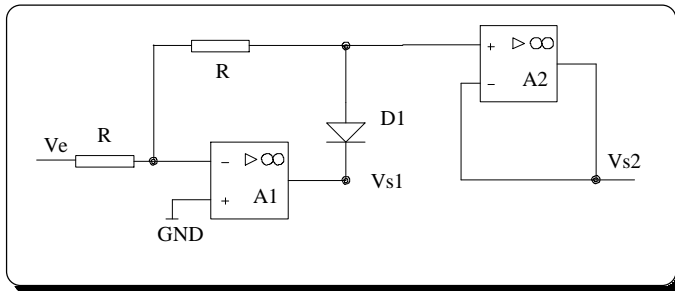 R
+ ▷ ∞
− A2
D1
Ve R
− ▷ ∞
Vs1 Vs2
+ A1
GND